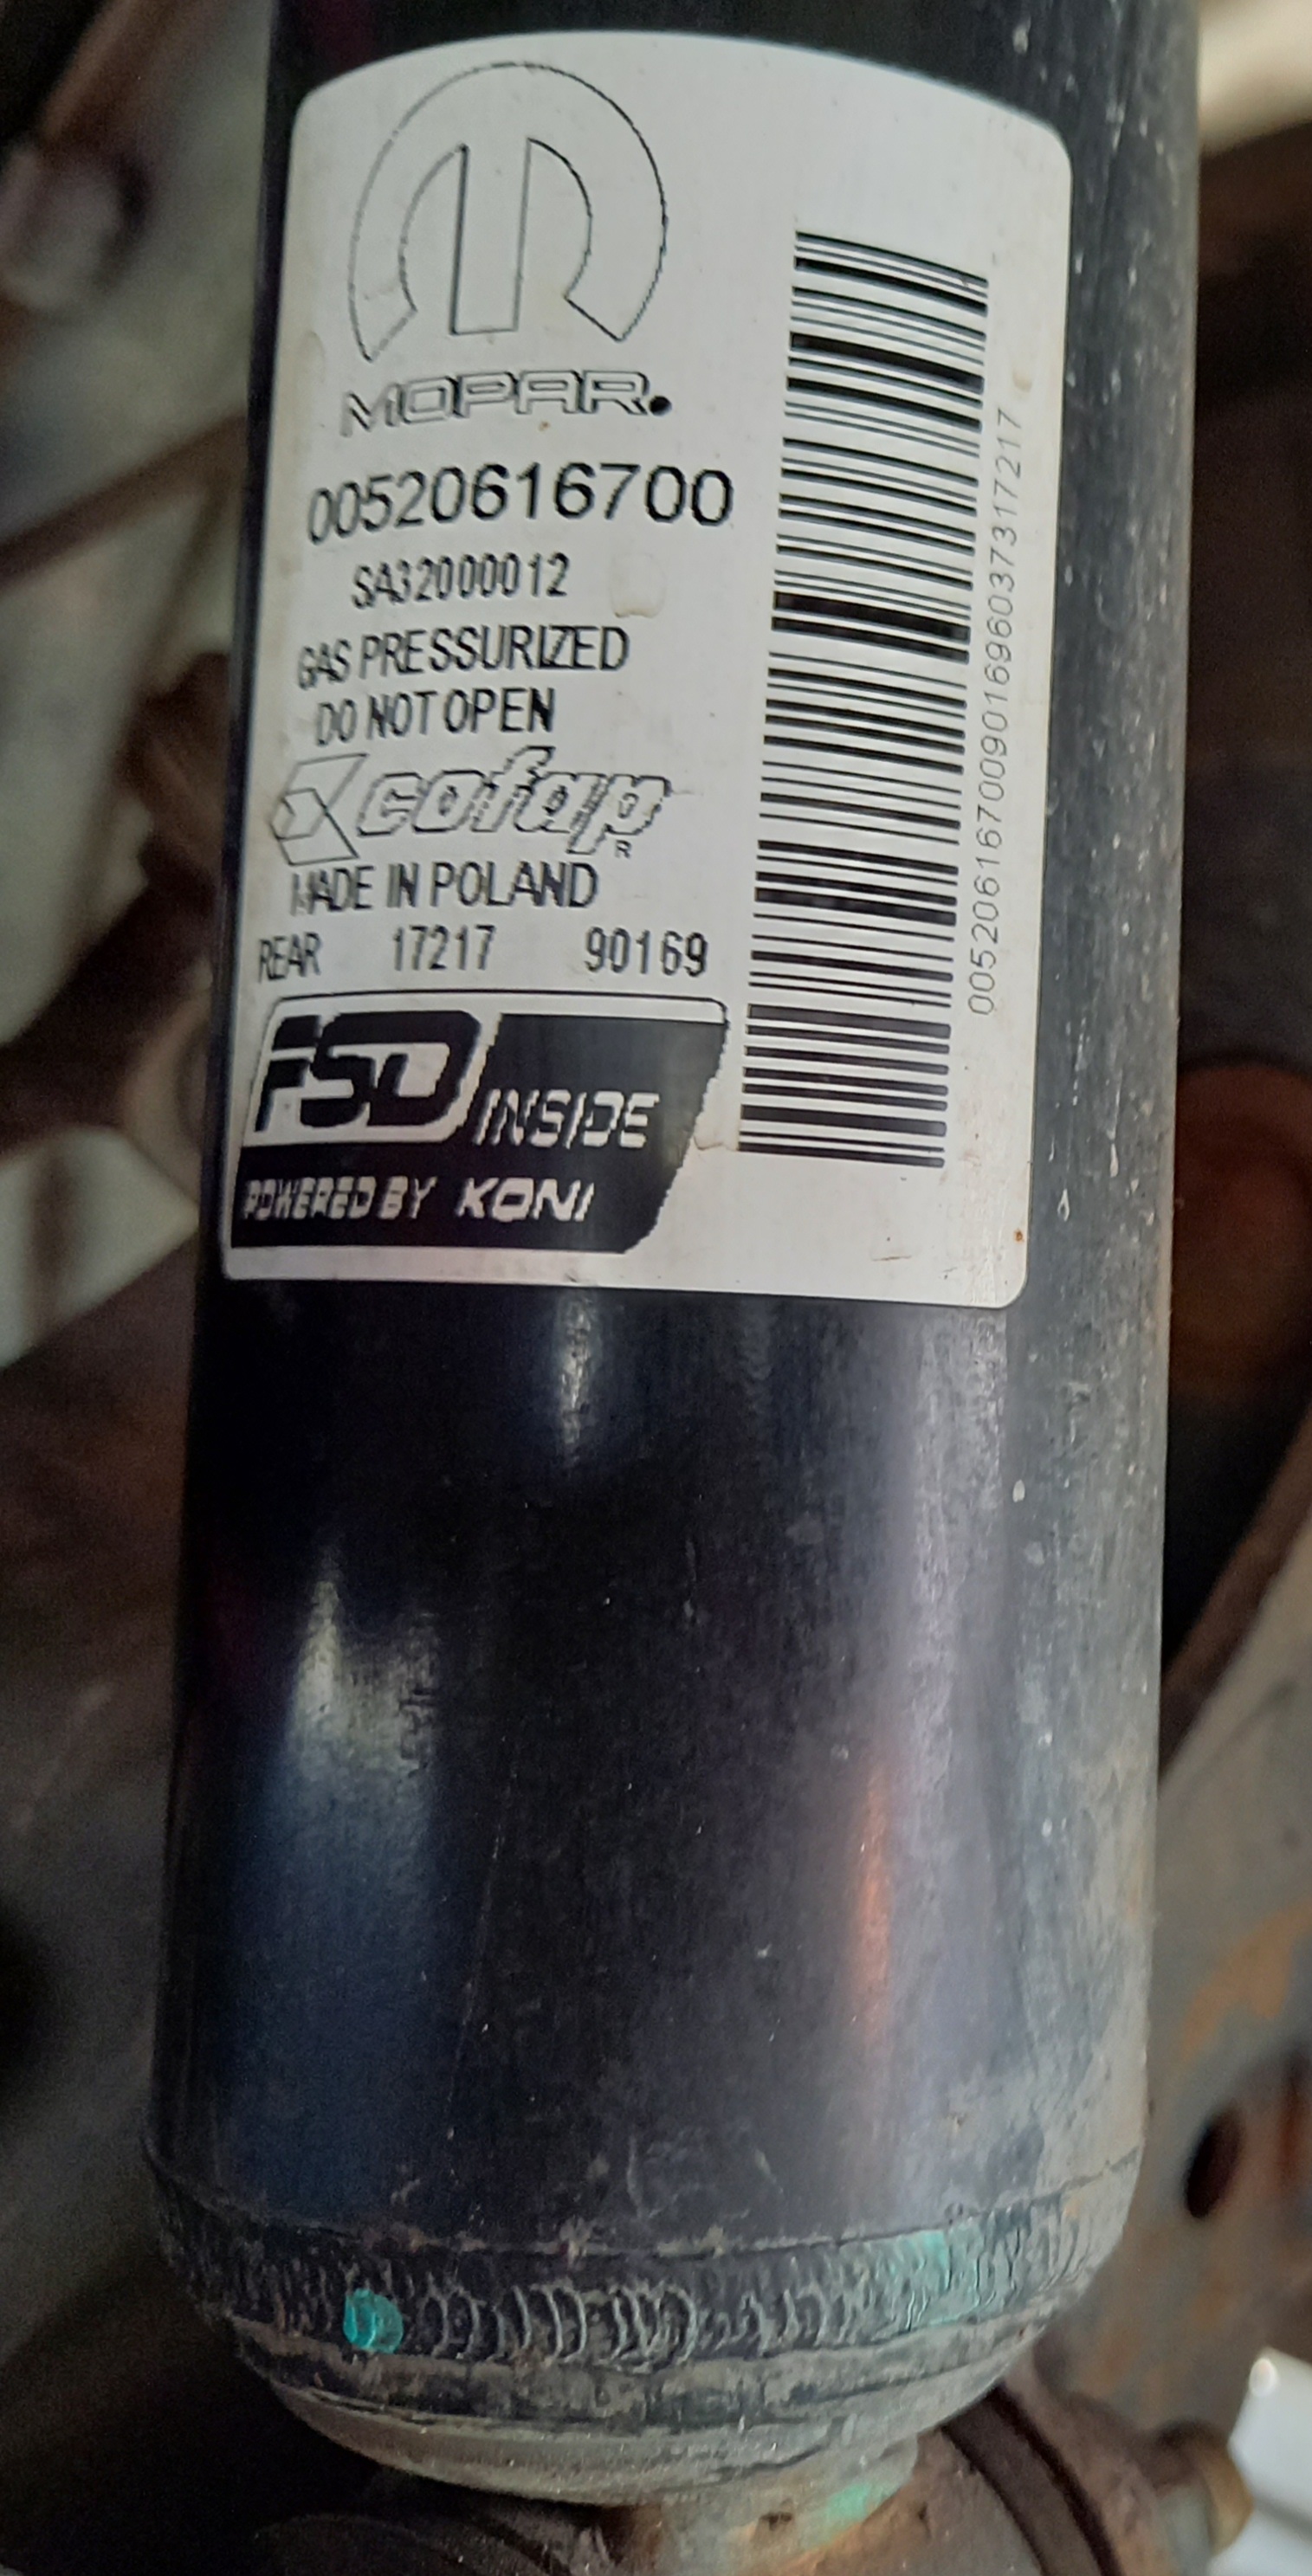 MOPAR.
00520616700
SA32000012
GAS PRESSURIZED
DO NOT OPEN
cofap
R
MADE IN POLAND
REAR 17217 90169
FSD INSIDE
POWERED BY KONI
00520616700901696037317217